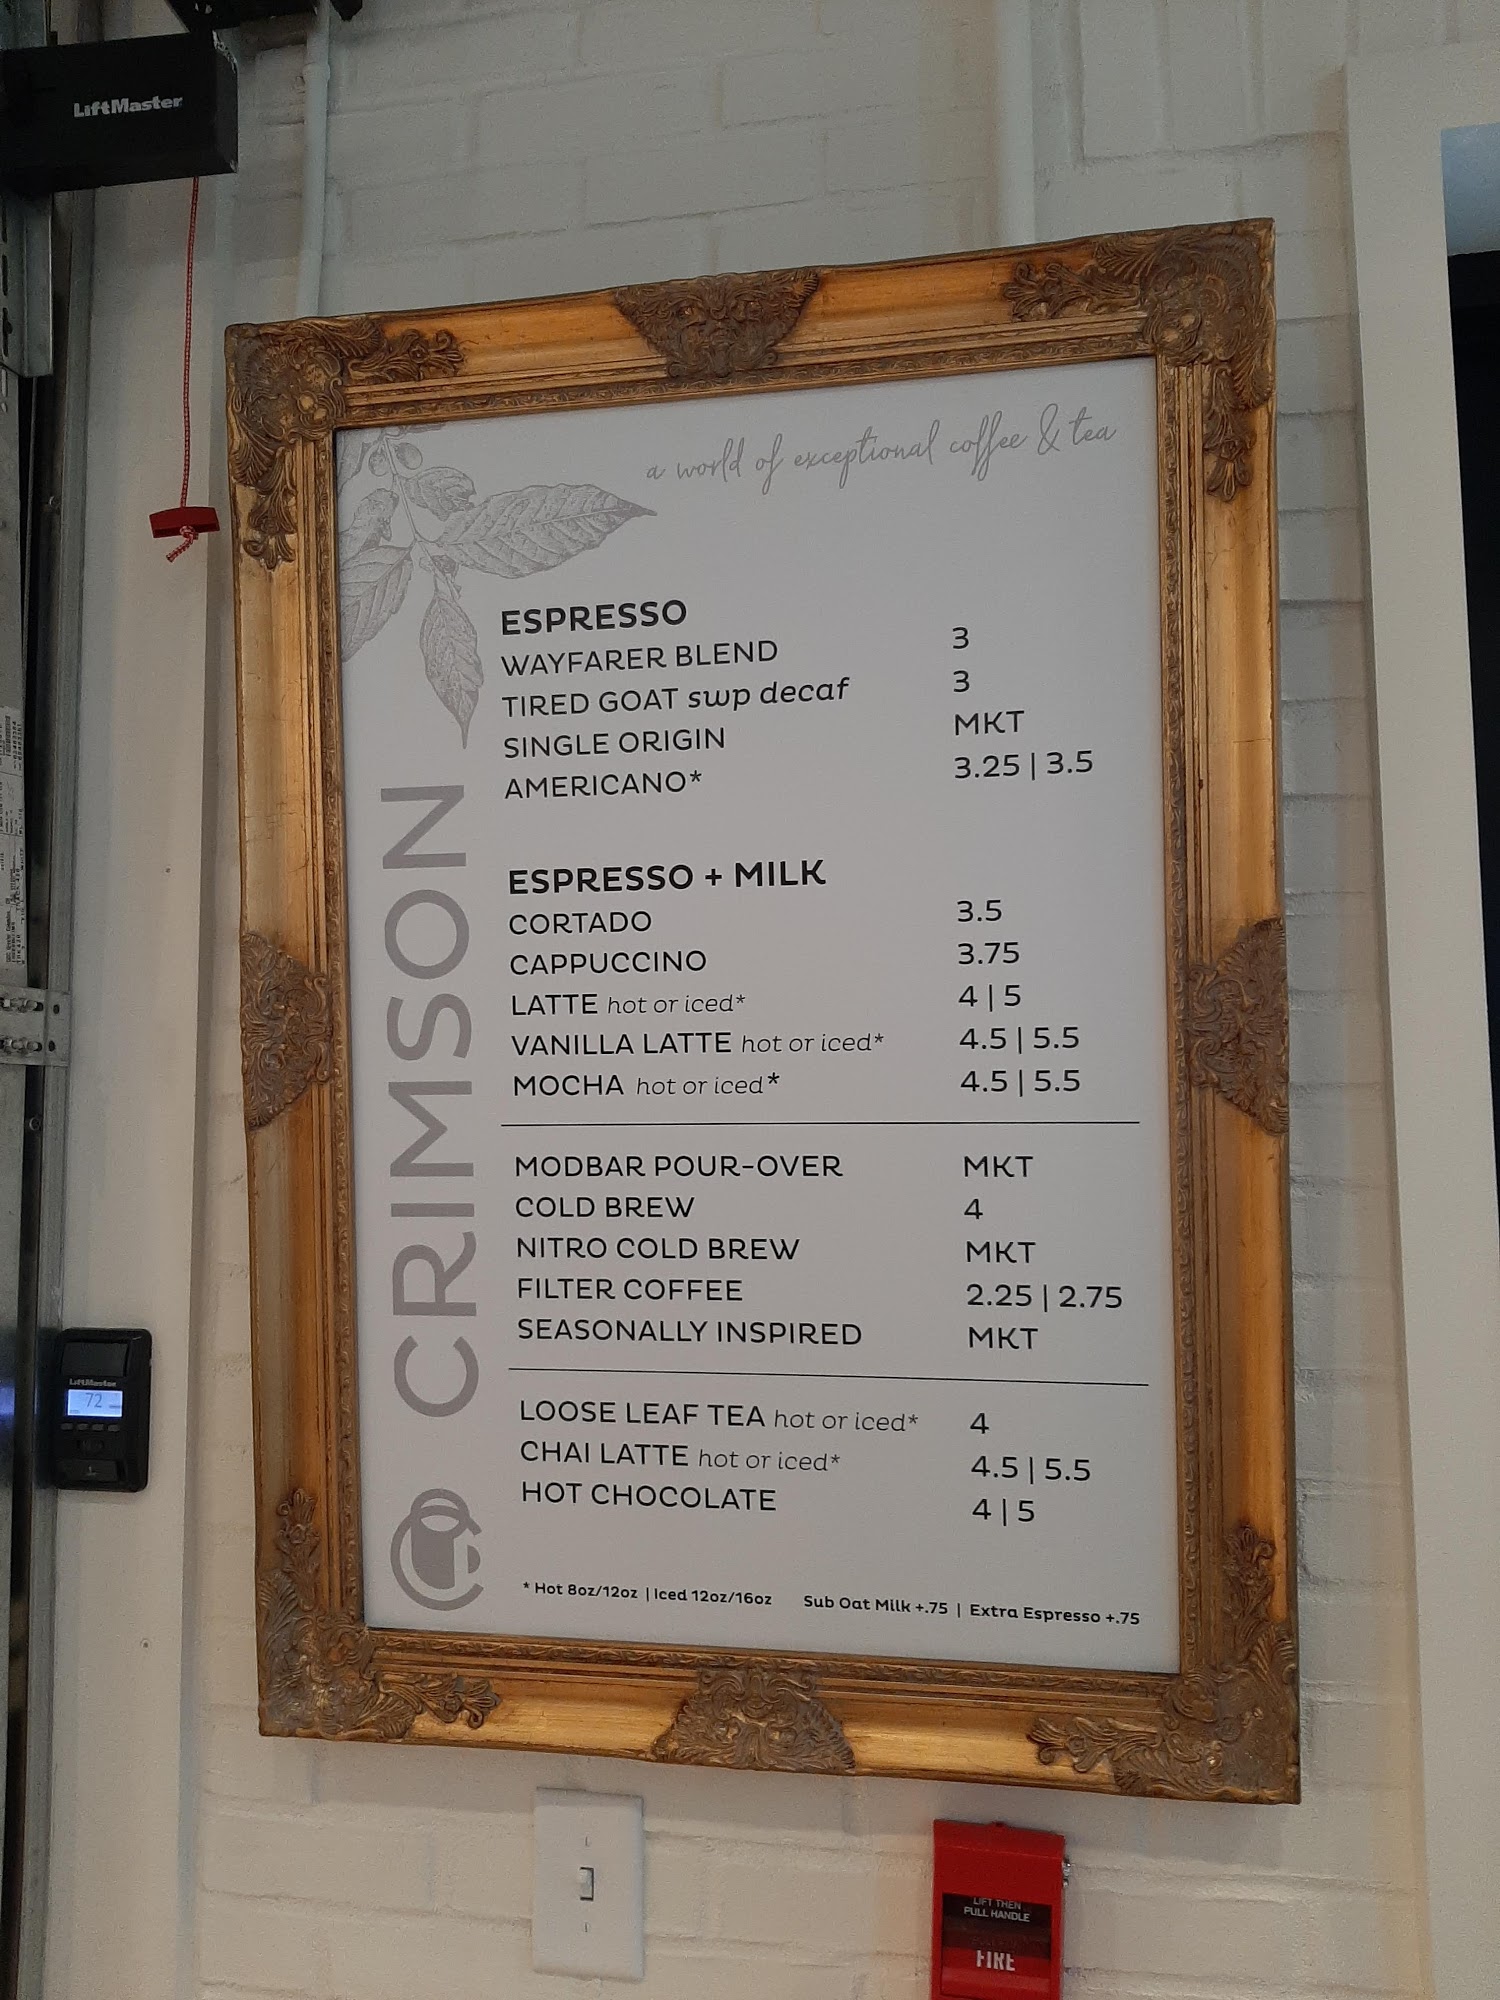 LiftMaster
a world of exceptional coffee & tea
ESPRESSO
WAYFARER BLEND 3
TIRED GOAT swp decaf 3
SINGLE ORIGIN MKT
AMERICANO* 3.25 | 3.5
ESPRESSO + MILK
CORTADO 3.5
CAPPUCCINO 3.75
LATTE hot or iced* 4 | 5
VANILLA LATTE hot or iced* 4.5 | 5.5
MOCHA hot or iced* 4.5 | 5.5
MODBAR POUR-OVER MKT
COLD BREW 4
NITRO COLD BREW MKT
FILTER COFFEE 2.25 | 2.75
SEASONALLY INSPIRED MKT
LOOSE LEAF TEA hot or iced* 4
CHAI LATTE hot or iced* 4.5 | 5.5
HOT CHOCOLATE 4 | 5
* Hot 8oz/12oz | Iced 12oz/16oz Sub Oat Milk +.75 | Extra Espresso +.75
CRIMSON
LiftMaster
72
LIFT THEN
PULL HANDLE
FIRE